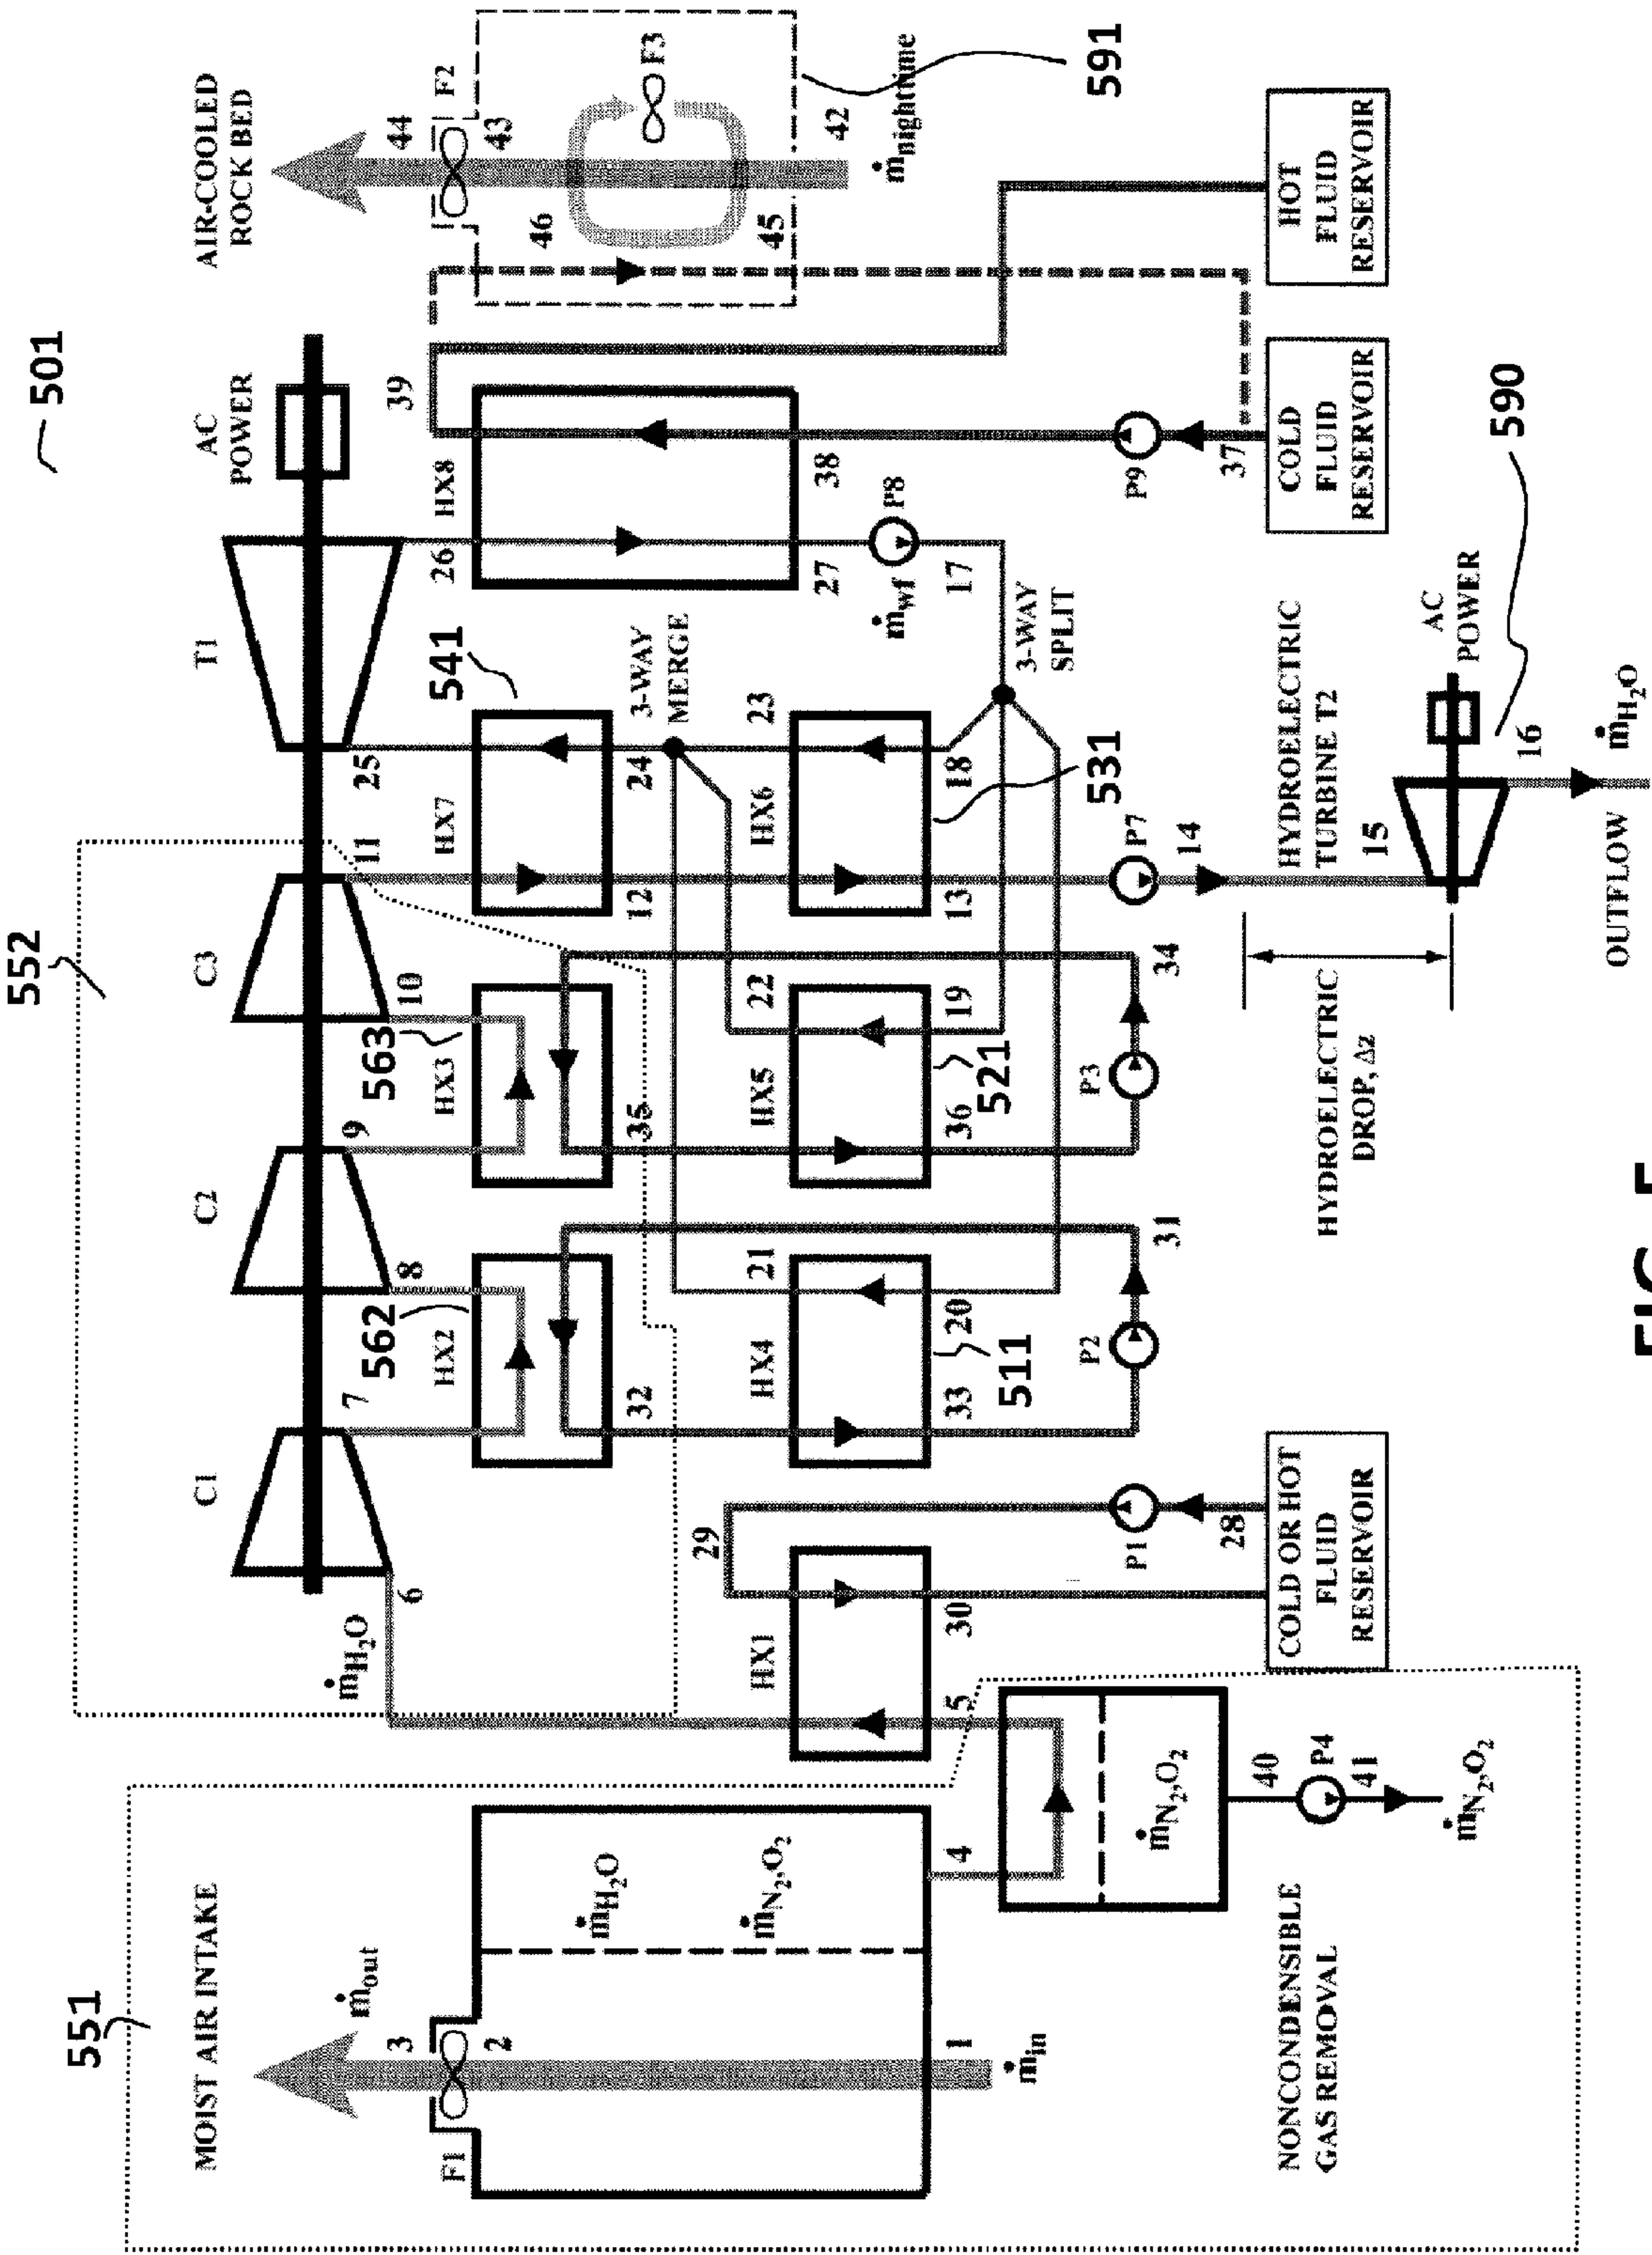 501
552
551
MOIST AIR INTAKE
ṁout
3
F1
2
1
ṁin
ṁH2O
ṁN2,O2
4
5
ṁN2,O2
40
P4
41
ṁN2,O2
NONCONDENSIBLE
GAS REMOVAL
C1
C2
C3
T1
AC
POWER
AIR-COOLED
ROCK BED
ṁH2O
6
7
8
9
10
11
25
26
39
44
F2
43
46
F3
45
42
ṁnighttime
591
562
HX2
563
HX3
HX7
541
HX8
32
35
12
24
3-WAY
MERGE
27
38
ṁwf
P8
17
3-WAY
SPLIT
HX1
29
30
HX4
21
33
20
511
HX5
22
36
19
521
HX6
23
13
18
531
P1
28
COLD OR HOT
FLUID
RESERVOIR
P2
31
P3
34
P7
14
P9
37
COLD
FLUID
RESERVOIR
HOT
FLUID
RESERVOIR
HYDROELECTRIC
DROP, Δz
HYDROELECTRIC
TURBINE T2
15
AC
POWER
590
16
OUTFLOW
ṁH2O